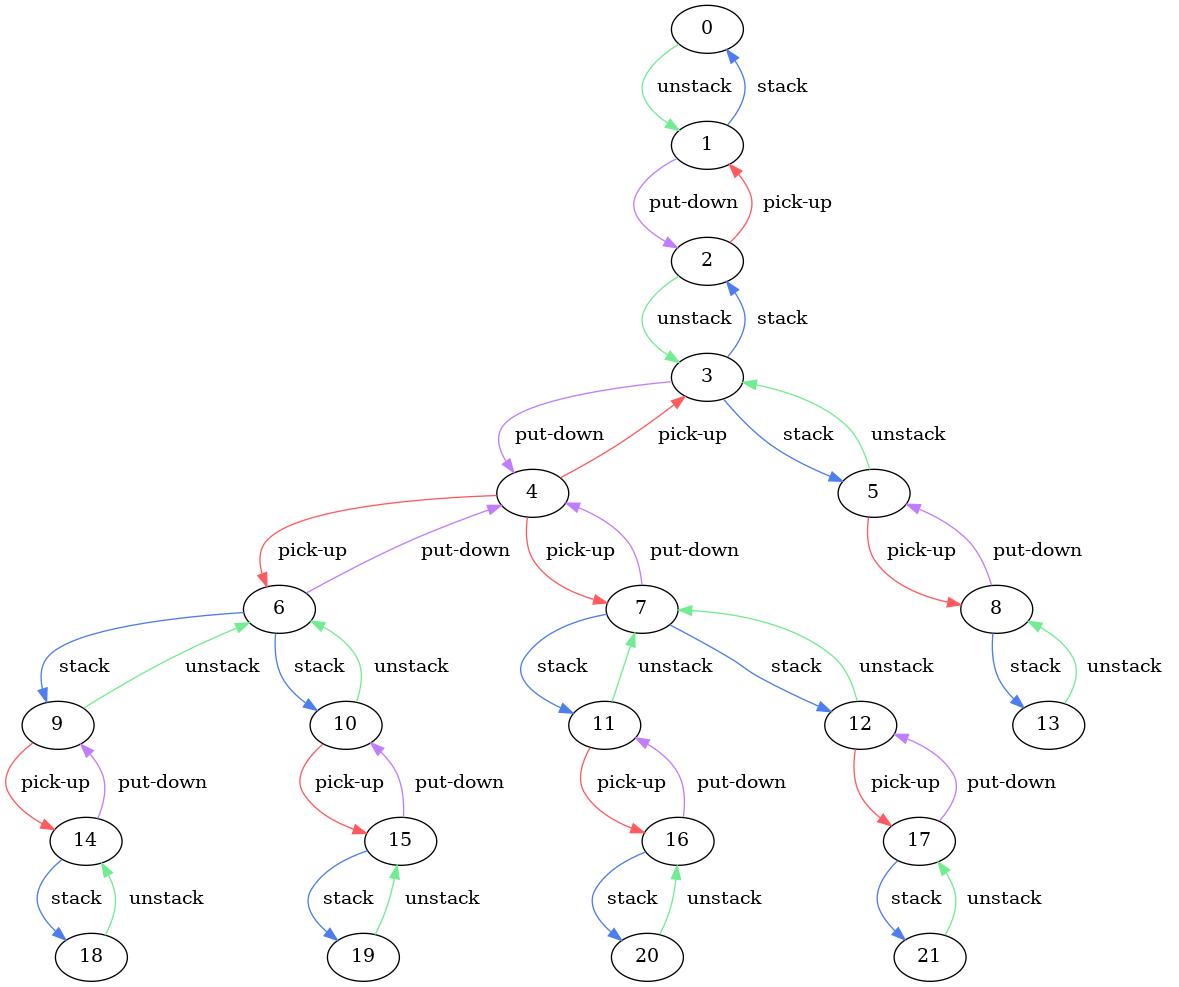 0
unstack stack
1
put-down pick-up
2
unstack stack
3
put-down pick-up stack unstack
4 5
pick-up put-down pick-up put-down pick-up put-down
6 7 8
stack unstack stack unstack stack unstack stack unstack stack unstack
9 10 11 12 13
pick-up put-down pick-up put-down pick-up put-down pick-up put-down
14 15 16 17
stack unstack stack unstack stack unstack stack unstack
18 19 20 21